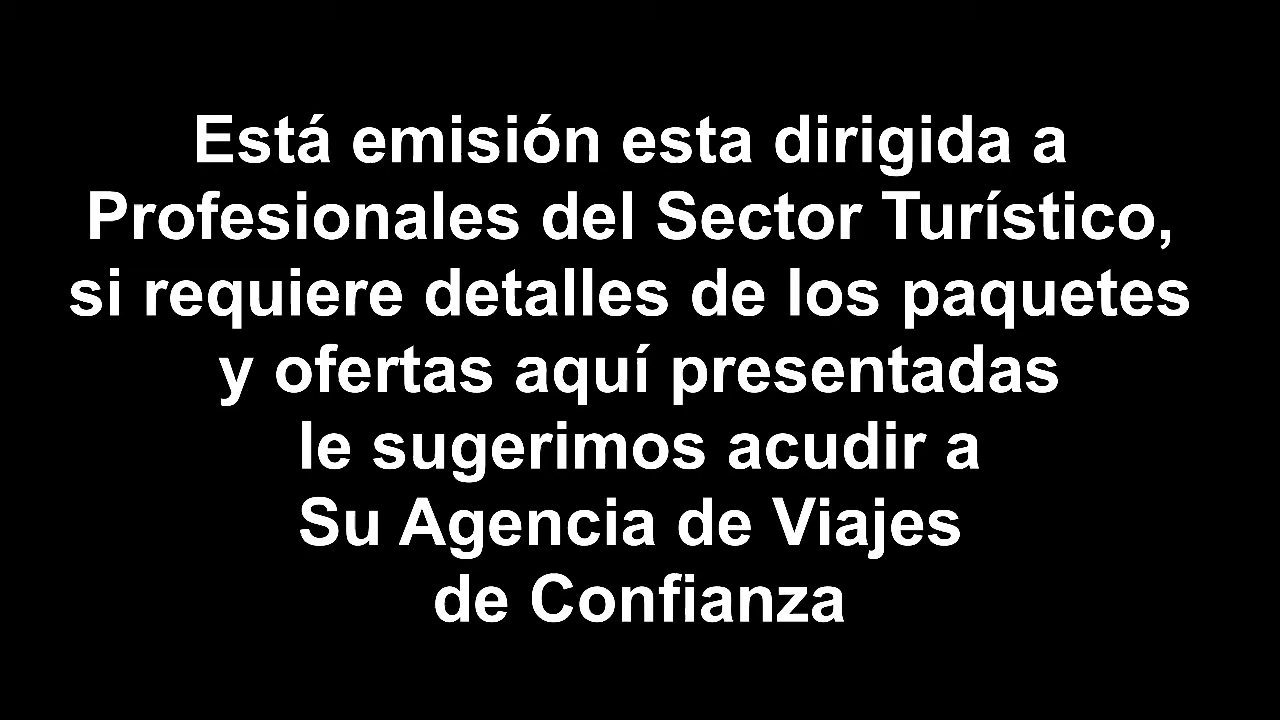 Está emisión esta dirigida a
Profesionales del Sector Turístico,
si requiere detalles de los paquetes
y ofertas aquí presentadas
le sugerimos acudir a
Su Agencia de Viajes
de Confianza